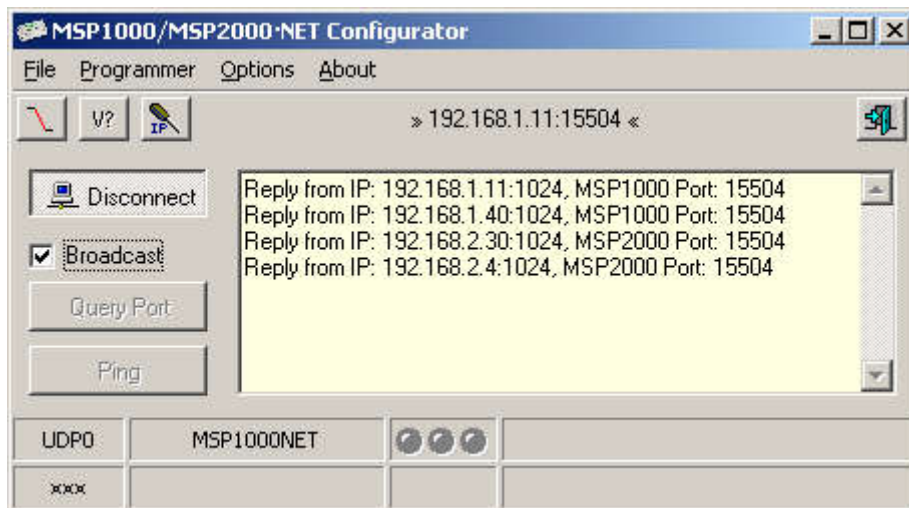 MSP1000/MSP2000·NET Configurator
File Programmer Options About
V? IP » 192.168.1.11:15504 «
Disconnect
Reply from IP: 192.168.1.11:1024, MSP1000 Port: 15504
Reply from IP: 192.168.1.40:1024, MSP1000 Port: 15504
Broadcast
Reply from IP: 192.168.2.30:1024, MSP2000 Port: 15504
Reply from IP: 192.168.2.4:1024, MSP2000 Port: 15504
Query Port
Ping
UDP0 MSP1000NET
xxx